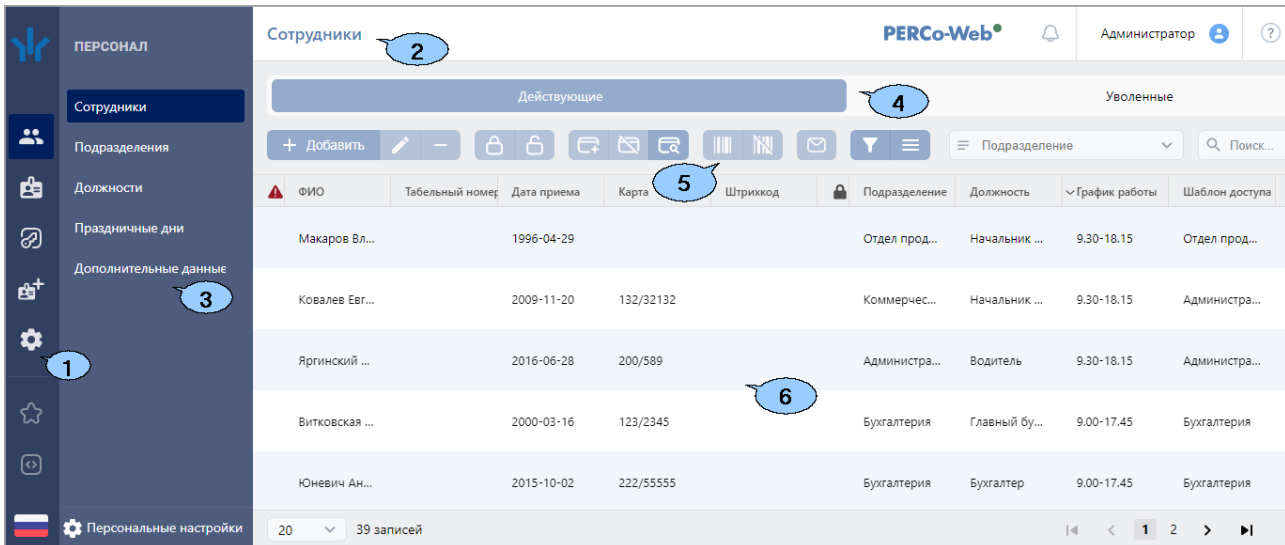 ПЕРСОНАЛ
Сотрудники
Подразделения
Должности
Праздничные дни
Дополнительные данные
3
1
Персональные настройки
Сотрудники
2
PERCo-Web
Администратор
?
Действующие
4
Уволенные
+ Добавить
Подразделение
Поиск...
5
ФИО Табельный номер Дата приема Карта Штрихкод Подразделение Должность График работы Шаблон доступа
Макаров Вл... 1996-04-29 Отдел прод... Начальник ... 9.30-18.15 Отдел прод...
Ковалев Евг... 2009-11-20 132/32132 Коммерчес... Начальник ... 9.30-18.15 Администра...
Яргинский ... 2016-06-28 200/589 Администра... Водитель 9.30-18.15 Администра...
6
Витковская ... 2000-03-16 123/2345 Бухгалтерия Главный бу... 9.00-17.45 Бухгалтерия
Юневич Ан... 2015-10-02 222/55555 Бухгалтерия Бухгалтер 9.00-17.45 Бухгалтерия
20 39 записей 1 2